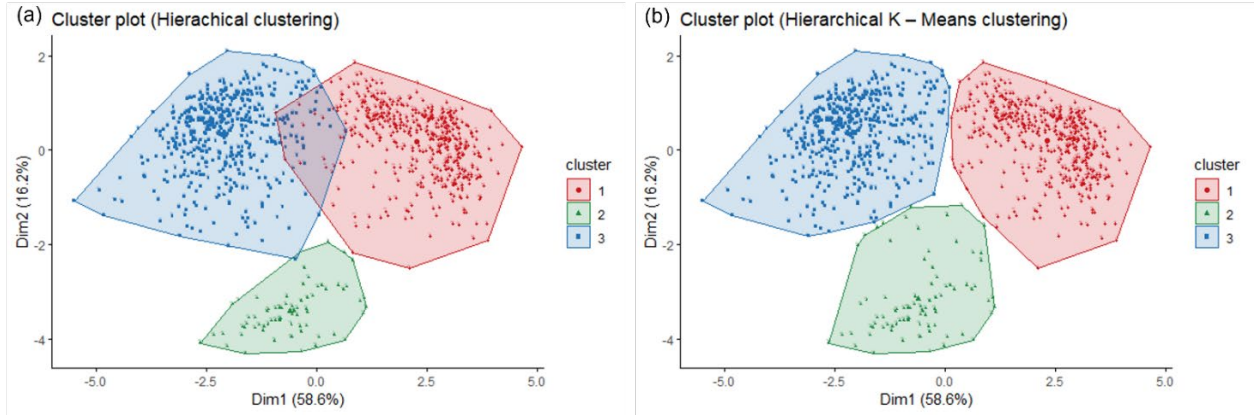 (a) Cluster plot (Hierachical clustering)
2
0
-2
-4
Dim2 (16.2%)
-5.0 -2.5 0.0 2.5 5.0
Dim1 (58.6%)
cluster
1
2
3
(b) Cluster plot (Hierarchical K – Means clustering)
2
0
-2
-4
Dim2 (16.2%)
-5.0 -2.5 0.0 2.5 5.0
Dim1 (58.6%)
cluster
1
2
3